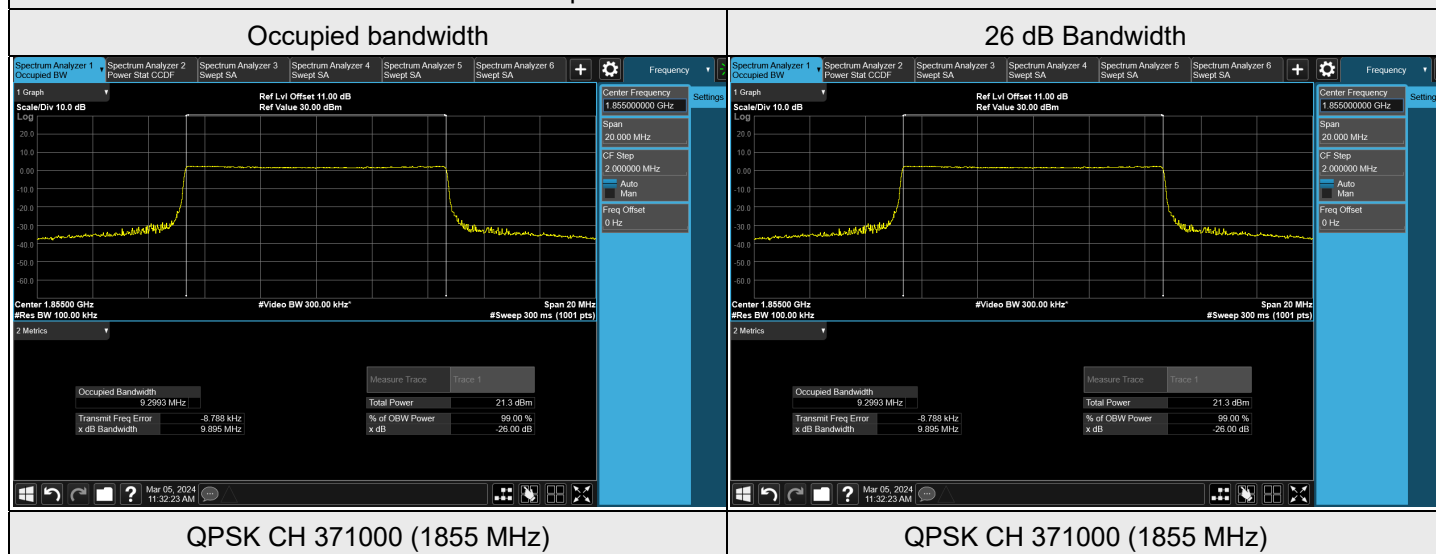 Occupied bandwidth
26 dB Bandwidth
Spectrum Analyzer 1
Occupied BW
Spectrum Analyzer 2
Power Stat CCDF
Spectrum Analyzer 3
Swept SA
Spectrum Analyzer 4
Swept SA
Spectrum Analyzer 5
Swept SA
Spectrum Analyzer 6
Swept SA
+
Frequency
1 Graph
Scale/Div 10.0 dB
Ref Lvl Offset 11.00 dB
Ref Value 30.00 dBm
Log
20.0
10.0
0.00
-10.0
-20.0
-30.0
-40.0
-50.0
-60.0
Center 1.85500 GHz
#Res BW 100.00 kHz
#Video BW 300.00 kHz*
Span 20 MHz
#Sweep 300 ms (1001 pts)
Center Frequency
1.855000000 GHz
Settings
Span
20.000 MHz
CF Step
2.000000 MHz
Auto
Man
Freq Offset
0 Hz
2 Metrics
Measure Trace Trace 1
Occupied Bandwidth
9.2993 MHz
Total Power 21.3 dBm
Transmit Freq Error -8.788 kHz
% of OBW Power 99.00 %
x dB Bandwidth 9.895 MHz
x dB -26.00 dB
?
Mar 05, 2024
11:32:23 AM
Spectrum Analyzer 1
Occupied BW
Spectrum Analyzer 2
Power Stat CCDF
Spectrum Analyzer 3
Swept SA
Spectrum Analyzer 4
Swept SA
Spectrum Analyzer 5
Swept SA
Spectrum Analyzer 6
Swept SA
+
Frequency
1 Graph
Scale/Div 10.0 dB
Ref Lvl Offset 11.00 dB
Ref Value 30.00 dBm
Log
20.0
10.0
0.00
-10.0
-20.0
-30.0
-40.0
-50.0
-60.0
Center 1.85500 GHz
#Res BW 100.00 kHz
#Video BW 300.00 kHz*
Span 20 MHz
#Sweep 300 ms (1001 pts)
Center Frequency
1.855000000 GHz
Span
20.000 MHz
CF Step
2.000000 MHz
Auto
Man
Freq Offset
0 Hz
2 Metrics
Measure Trace Trace 1
Occupied Bandwidth
9.2993 MHz
Total Power 21.3 dBm
Transmit Freq Error -8.788 kHz
% of OBW Power 99.00 %
x dB Bandwidth 9.895 MHz
x dB -26.00 dB
?
Mar 05, 2024
11:32:23 AM
QPSK CH 371000 (1855 MHz)
QPSK CH 371000 (1855 MHz)